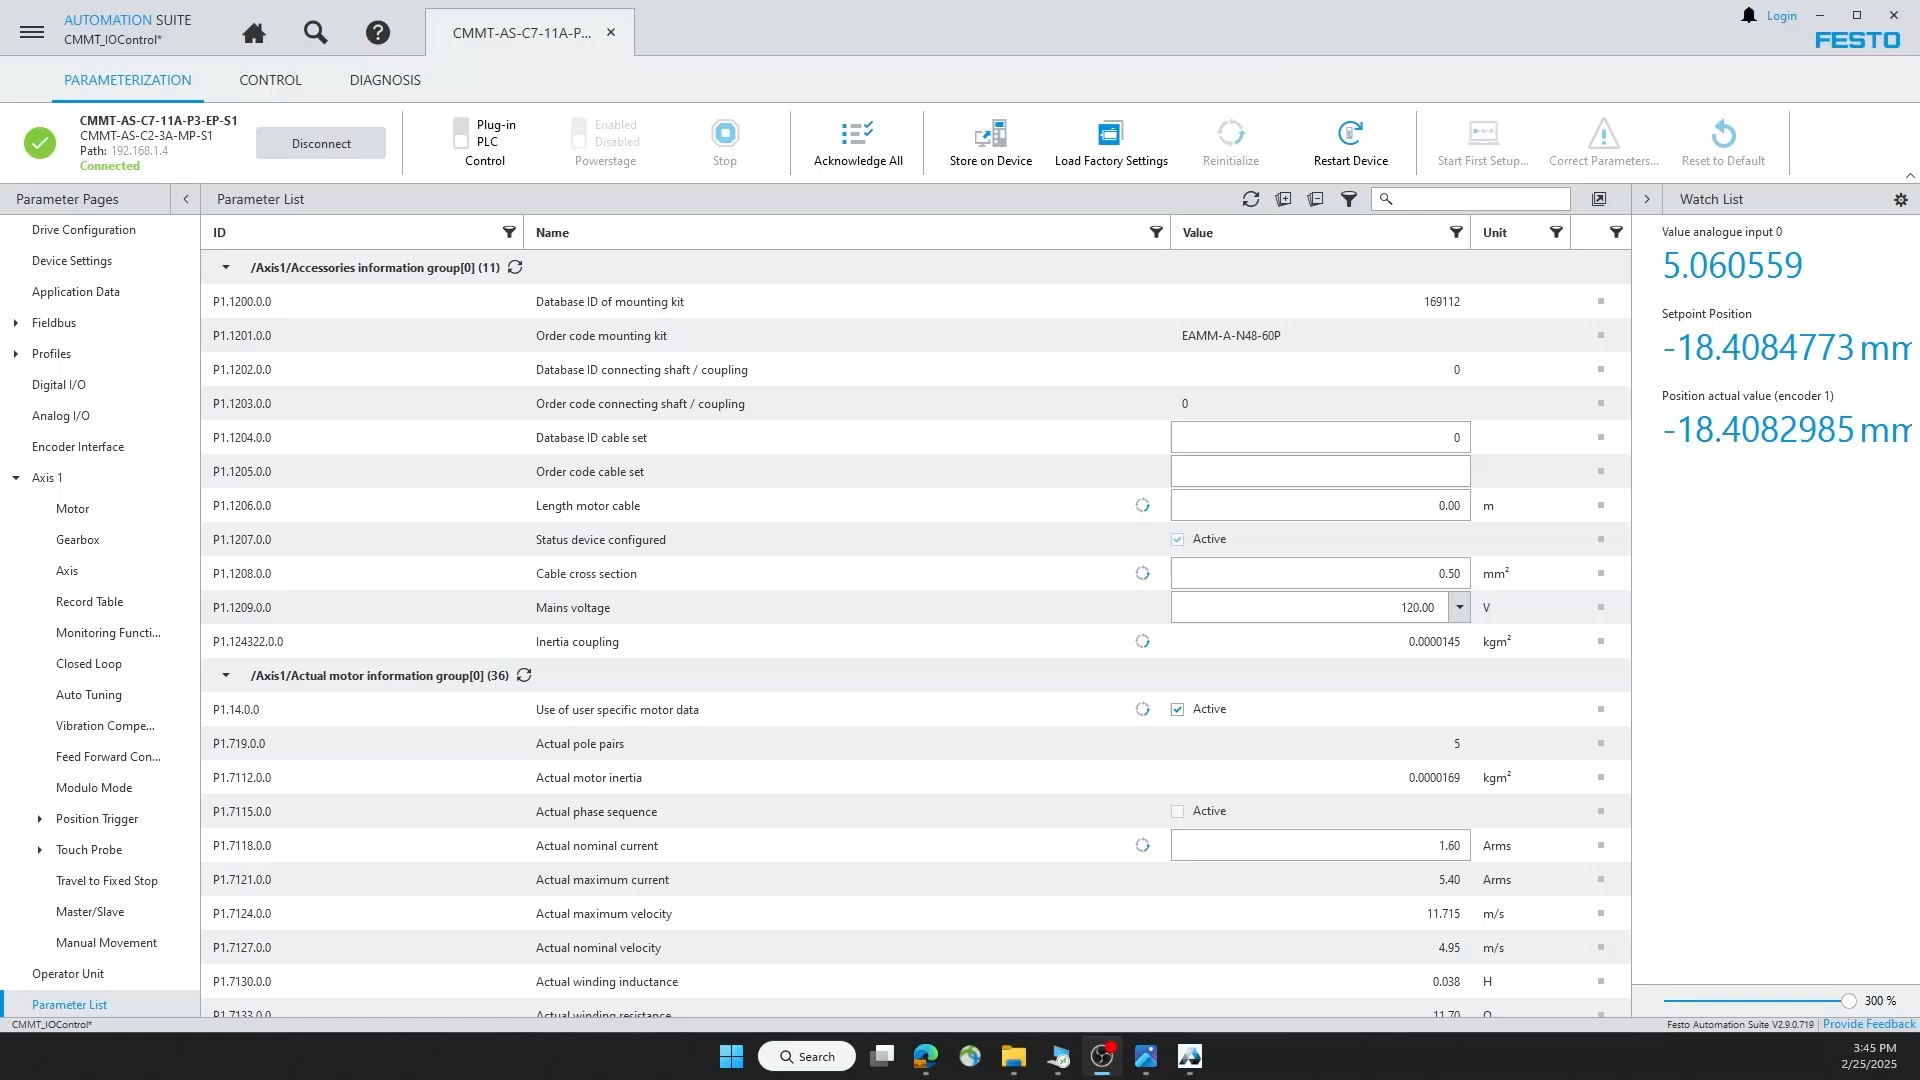 AUTOMATION SUITE
CMMT_IOControl*
CMMT-AS-C7-11A-P...
Login
FESTO
PARAMETERIZATION
CONTROL
DIAGNOSIS
CMMT-AS-C7-11A-P3-EP-S1
CMMT-AS-C2-3A-MP-S1
Path: 192.168.1.4
Connected
Disconnect
Plug-in
PLC
Control
Enabled
Disabled
Powerstage
Stop
Acknowledge All
Store on Device
Load Factory Settings
Reinitialize
Restart Device
Start First Setup...
Correct Parameters...
Reset to Default
Parameter Pages
Drive Configuration
Device Settings
Application Data
Fieldbus
Profiles
Digital I/O
Analog I/O
Encoder Interface
Axis 1
Motor
Gearbox
Axis
Record Table
Monitoring Functi...
Closed Loop
Auto Tuning
Vibration Compe...
Feed Forward Con...
Modulo Mode
Position Trigger
Touch Probe
Travel to Fixed Stop
Master/Slave
Manual Movement
Operator Unit
Parameter List
Parameter List
ID Name Value Unit
/Axis1/Accessories information group[0] (11)
P1.1200.0.0 Database ID of mounting kit 169112
P1.1201.0.0 Order code mounting kit EAMM-A-N48-60P
P1.1202.0.0 Database ID connecting shaft / coupling 0
P1.1203.0.0 Order code connecting shaft / coupling 0
P1.1204.0.0 Database ID cable set 0
P1.1205.0.0 Order code cable set
P1.1206.0.0 Length motor cable 0.00 m
P1.1207.0.0 Status device configured Active
P1.1208.0.0 Cable cross section 0.50 mm²
P1.1209.0.0 Mains voltage 120.00 V
P1.124322.0.0 Inertia coupling 0.0000145 kgm²
/Axis1/Actual motor information group[0] (36)
P1.14.0.0 Use of user specific motor data Active
P1.719.0.0 Actual pole pairs 5
P1.7112.0.0 Actual motor inertia 0.0000169 kgm²
P1.7115.0.0 Actual phase sequence Active
P1.7118.0.0 Actual nominal current 1.60 Arms
P1.7121.0.0 Actual maximum current 5.40 Arms
P1.7124.0.0 Actual maximum velocity 11.715 m/s
P1.7127.0.0 Actual nominal velocity 4.95 m/s
P1.7130.0.0 Actual winding inductance 0.038 H
P1.7133.0.0 Actual winding resistance 11.70 Ω
Watch List
Value analogue input 0
5.060559
Setpoint Position
-18.4084773 mm
Position actual value (encoder 1)
-18.4082985 mm
300 %
CMMT_IOControl*
Festo Automation Suite V2.9.0.719
Provide Feedback
Search
3:45 PM
2/25/2025